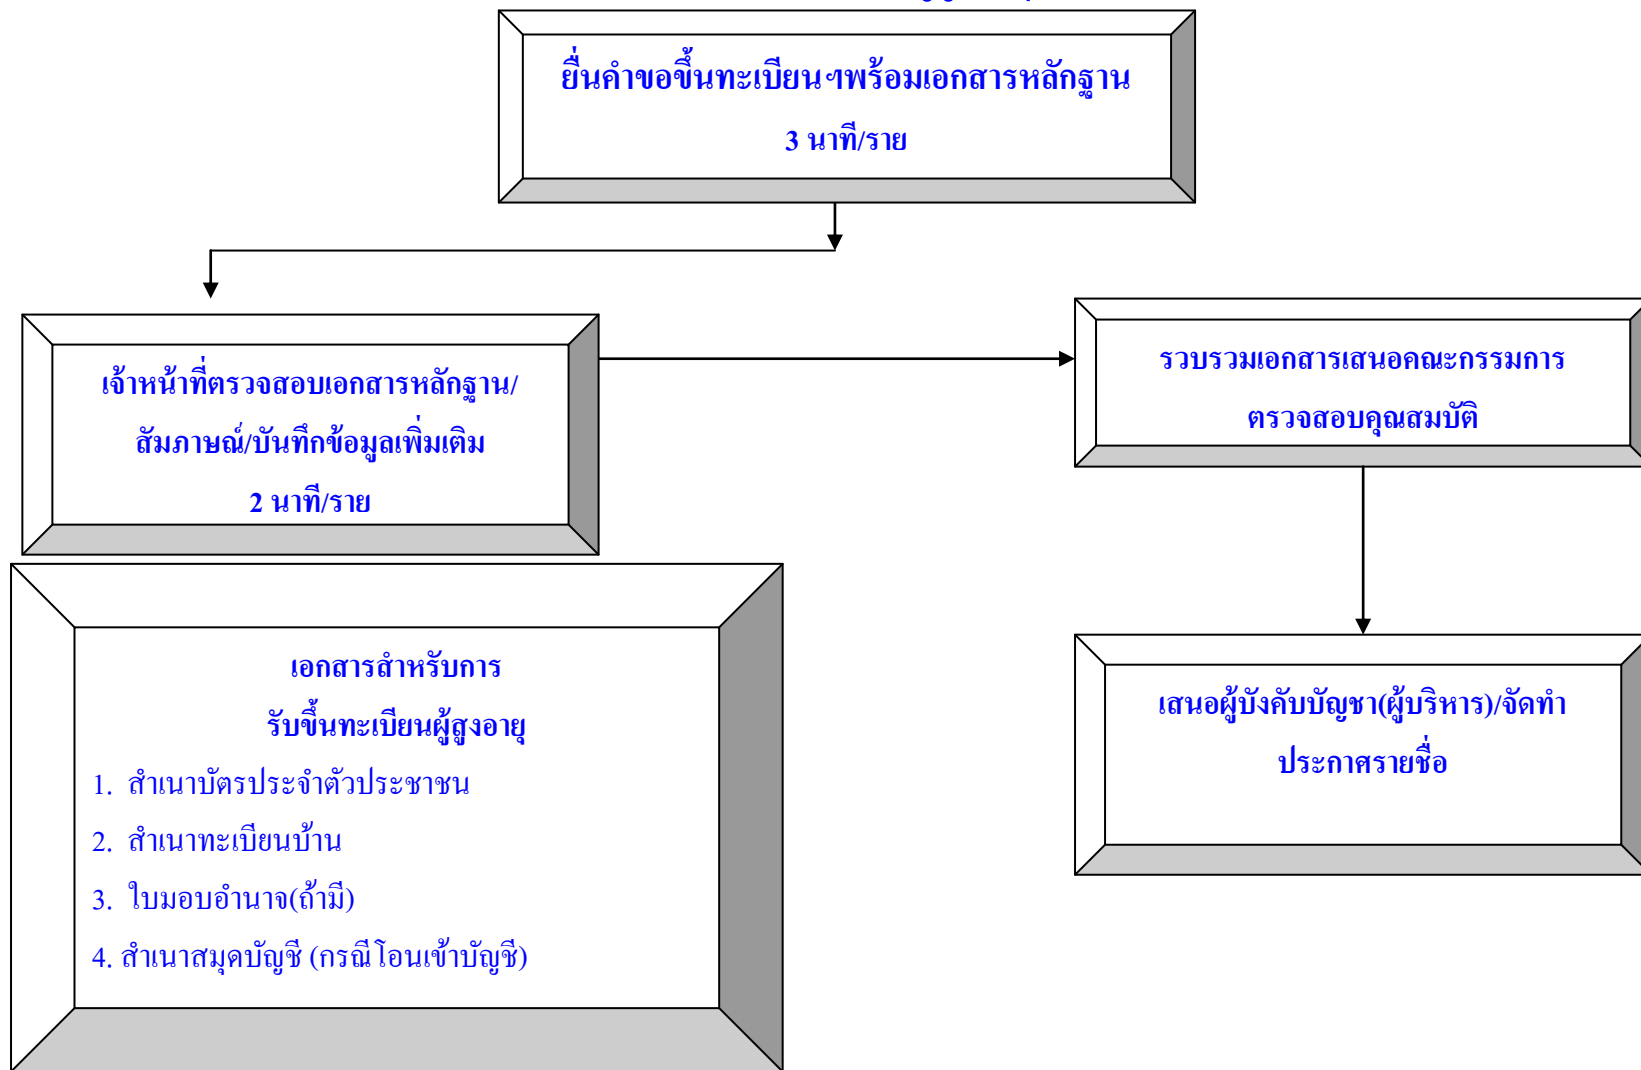 ยื่นคำขอขึ้นทะเบียนฯพร้อมเอกสารหลักฐาน
3 นาที/ราย
เจ้าหน้าที่ตรวจสอบเอกสารหลักฐาน/
สัมภาษณ์/บันทึกข้อมูลเพิ่มเติม
2 นาที/ราย
รวบรวมเอกสารเสนอคณะกรรมการ
ตรวจสอบคุณสมบัติ
เสนอผู้บังคับบัญชา(ผู้บริหาร)/จัดทำ
ประกาศรายชื่อ
เอกสารสำหรับการ
รับขึ้นทะเบียนผู้สูงอายุ
1. สำเนาบัตรประจำตัวประชาชน
2. สำเนาทะเบียนบ้าน
3. ใบมอบอำนาจ(ถ้ามี)
4. สำเนาสมุดบัญชี (กรณีโอนเข้าบัญชี)